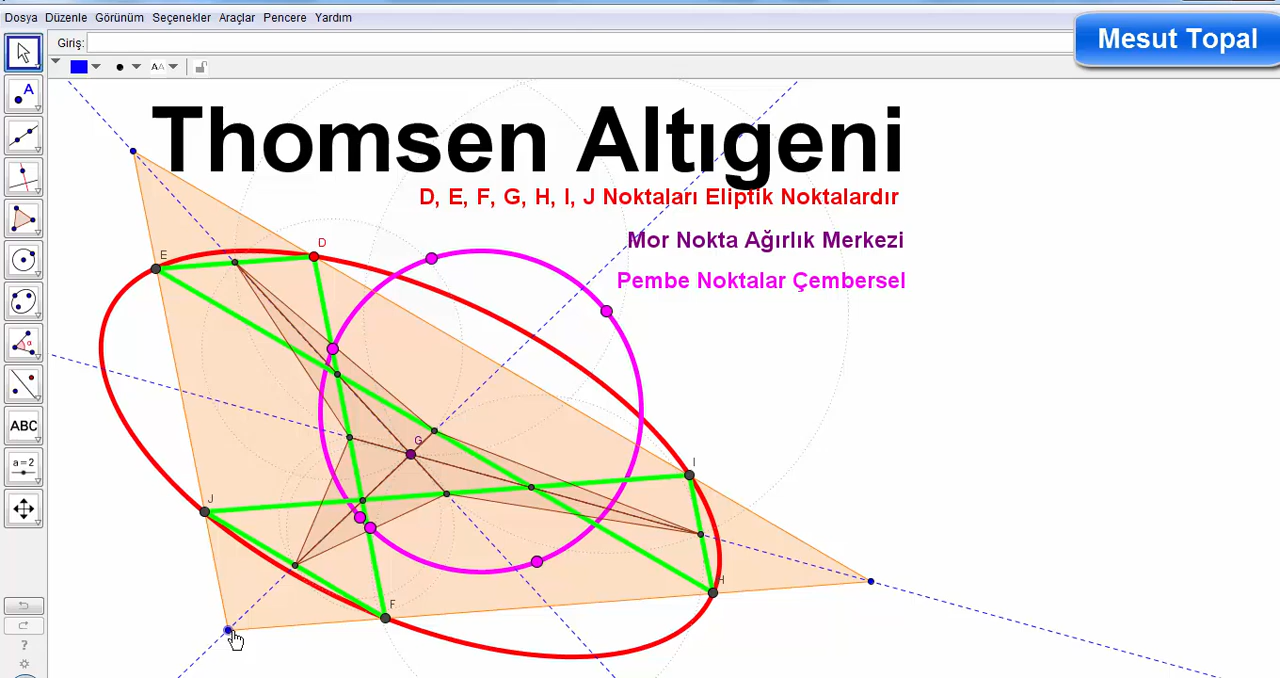 Dosya Düzenle Görünüm Seçenekler Araçlar Pencere Yardım
Mesut Topal
Giriş:
AA
A
α
ABC
a=2
?
Thomsen Altıgeni
D, E, F, G, H, I, J Noktaları Eliptik Noktalardır
Mor Nokta Ağırlık Merkezi
Pembe Noktalar Çembersel
D
E
G
I
J
H
F